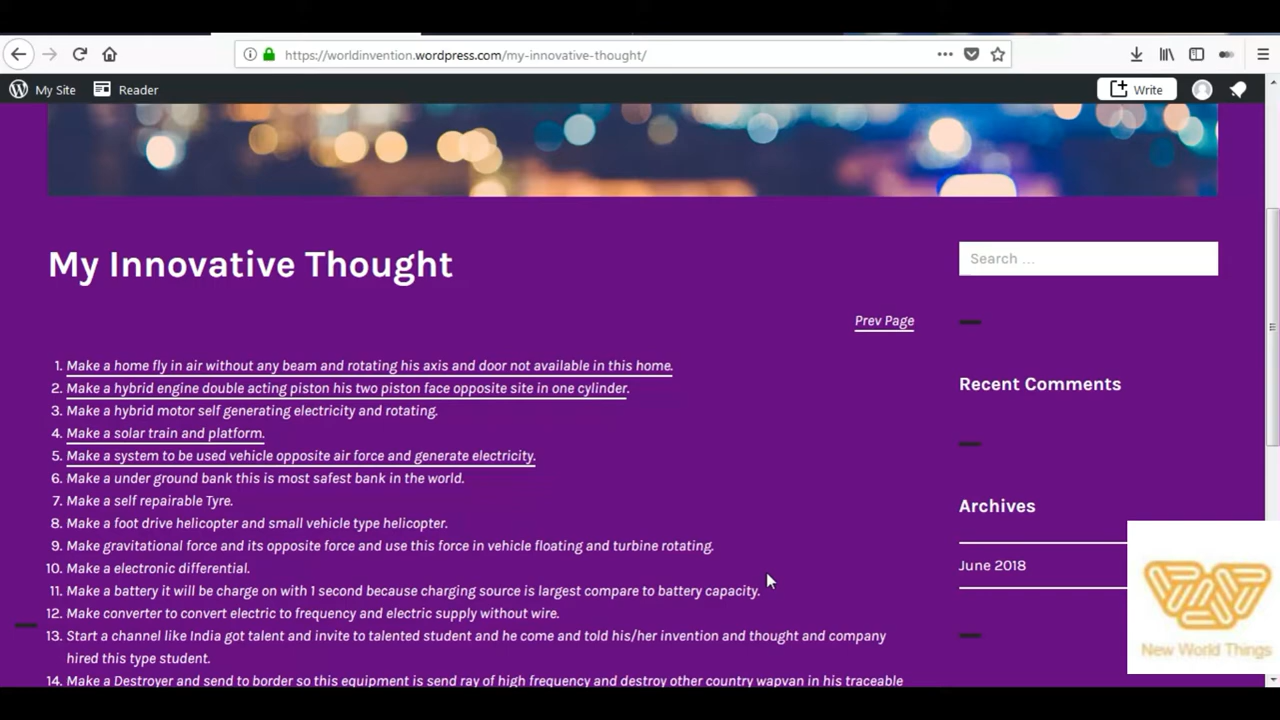 https://worldinvention.wordpress.com/my-innovative-thought/
My Site
Reader
Write
My Innovative Thought
Search ...
Prev Page
1. Make a home fly in air without any beam and rotating his axis and door not available in this home.
2. Make a hybrid engine double acting piston his two piston face opposite site in one cylinder.
3. Make a hybrid motor self generating electricity and rotating.
4. Make a solar train and platform.
5. Make a system to be used vehicle opposite air force and generate electricity.
6. Make a under ground bank this is most safest bank in the world.
7. Make a self repairable Tyre.
8. Make a foot drive helicopter and small vehicle type helicopter.
9. Make gravitational force and its opposite force and use this force in vehicle floating and turbine rotating.
10. Make a electronic differential.
11. Make a battery it will be charge on with 1 second because charging source is largest compare to battery capacity.
12. Make converter to convert electric to frequency and electric supply without wire.
13. Start a channel like India got talent and invite to talented student and he come and told his/her invention and thought and company
hired this type student.
14. Make a Destroyer and send to border so this equipment is send ray of high frequency and destroy other country wapvan in his traceable
Recent Comments
Archives
June 2018
New World Things